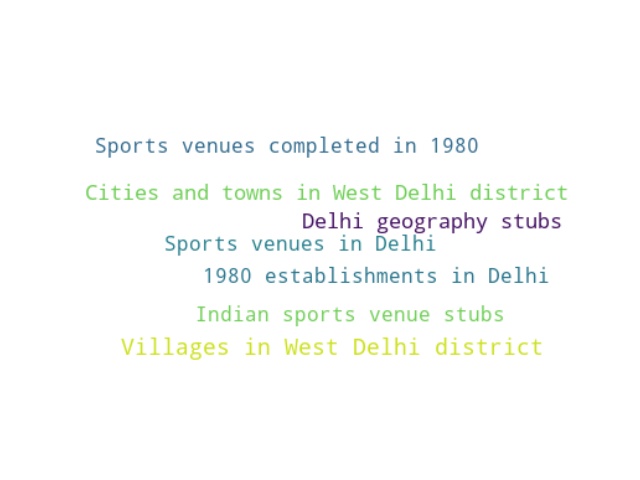 Sports venues completed in 1980
Cities and towns in West Delhi district
Delhi geography stubs
Sports venues in Delhi
1980 establishments in Delhi
Indian sports venue stubs
Villages in West Delhi district